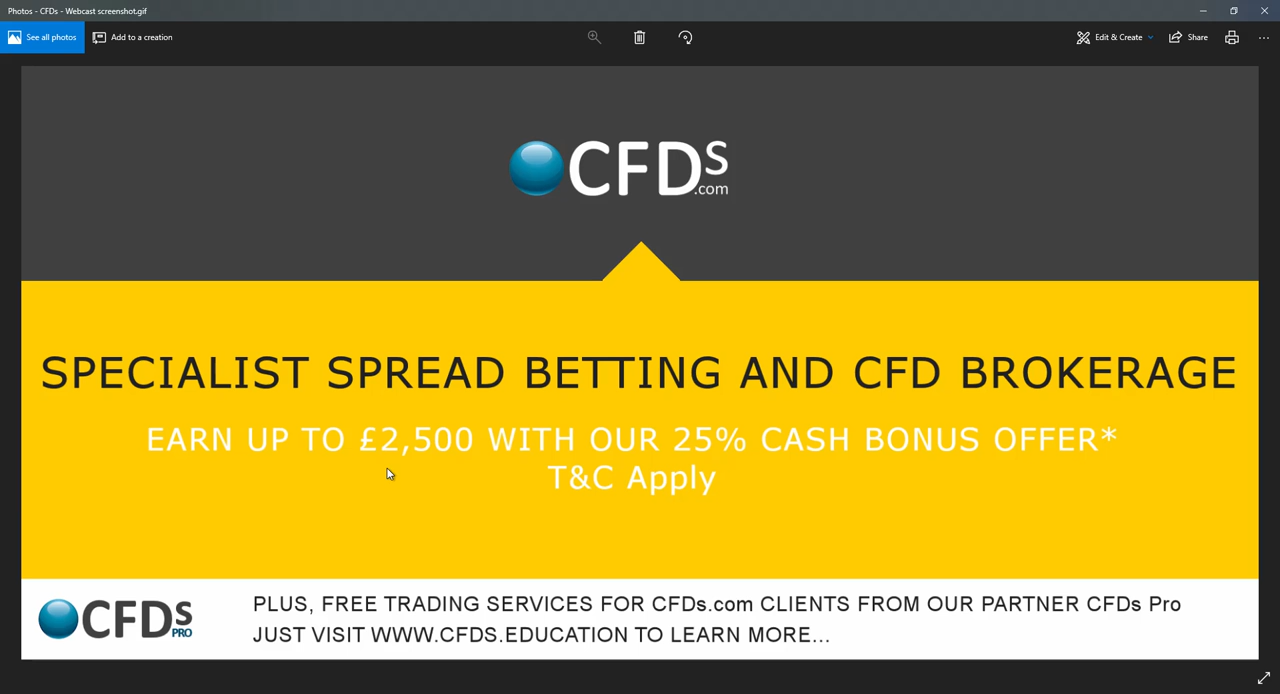 Photos - CFDs - Webcast screenshot.gif
See all photos
Add to a creation
Edit & Create
Share
CFDs
.com
SPECIALIST SPREAD BETTING AND CFD BROKERAGE
EARN UP TO £2,500 WITH OUR 25% CASH BONUS OFFER*
T&C Apply
CFDs
PRO
PLUS, FREE TRADING SERVICES FOR CFDs.com CLIENTS FROM OUR PARTNER CFDs Pro
JUST VISIT WWW.CFDS.EDUCATION TO LEARN MORE...